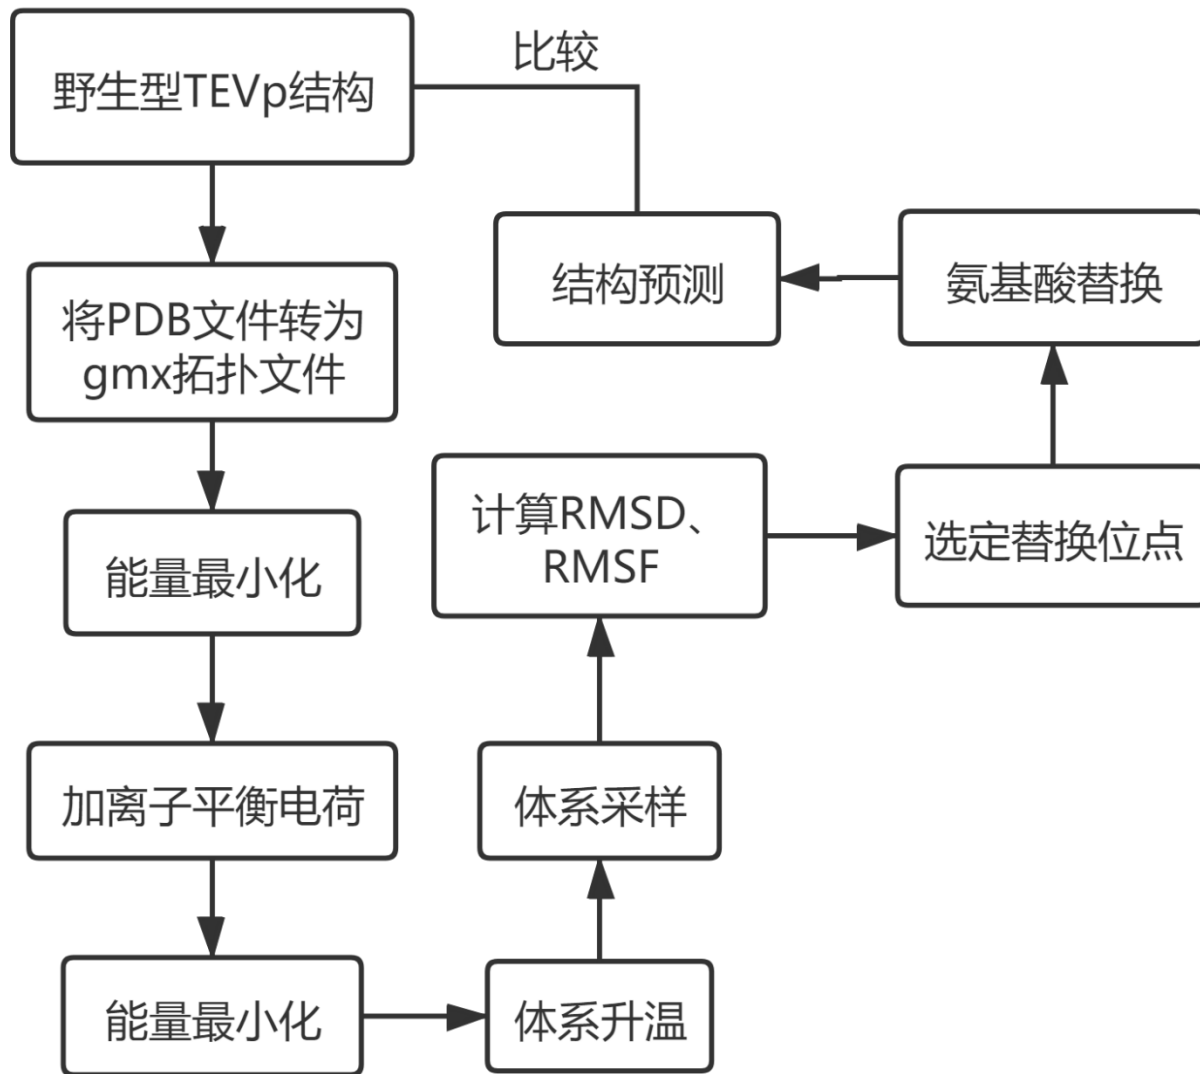 野生型TEVp结构
比较
将PDB文件转为
gmx拓扑文件
能量最小化
加离子平衡电荷
能量最小化
体系升温
体系采样
计算RMSD、
RMSF
选定替换位点
氨基酸替换
结构预测